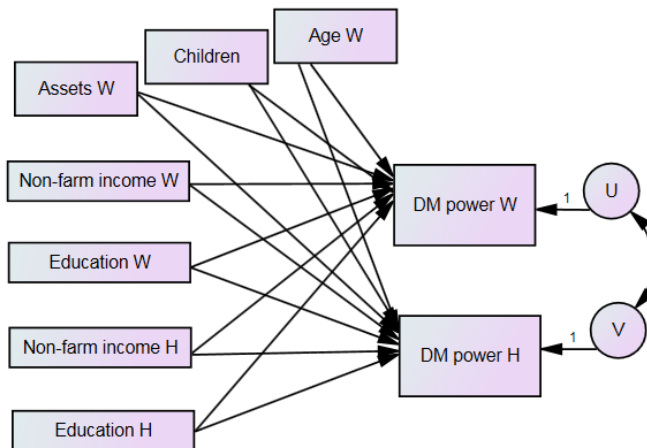 Age W
Children
Assets W
Non-farm income W
DM power W
1
U
Education W
Non-farm income H
DM power H
1
V
Education H